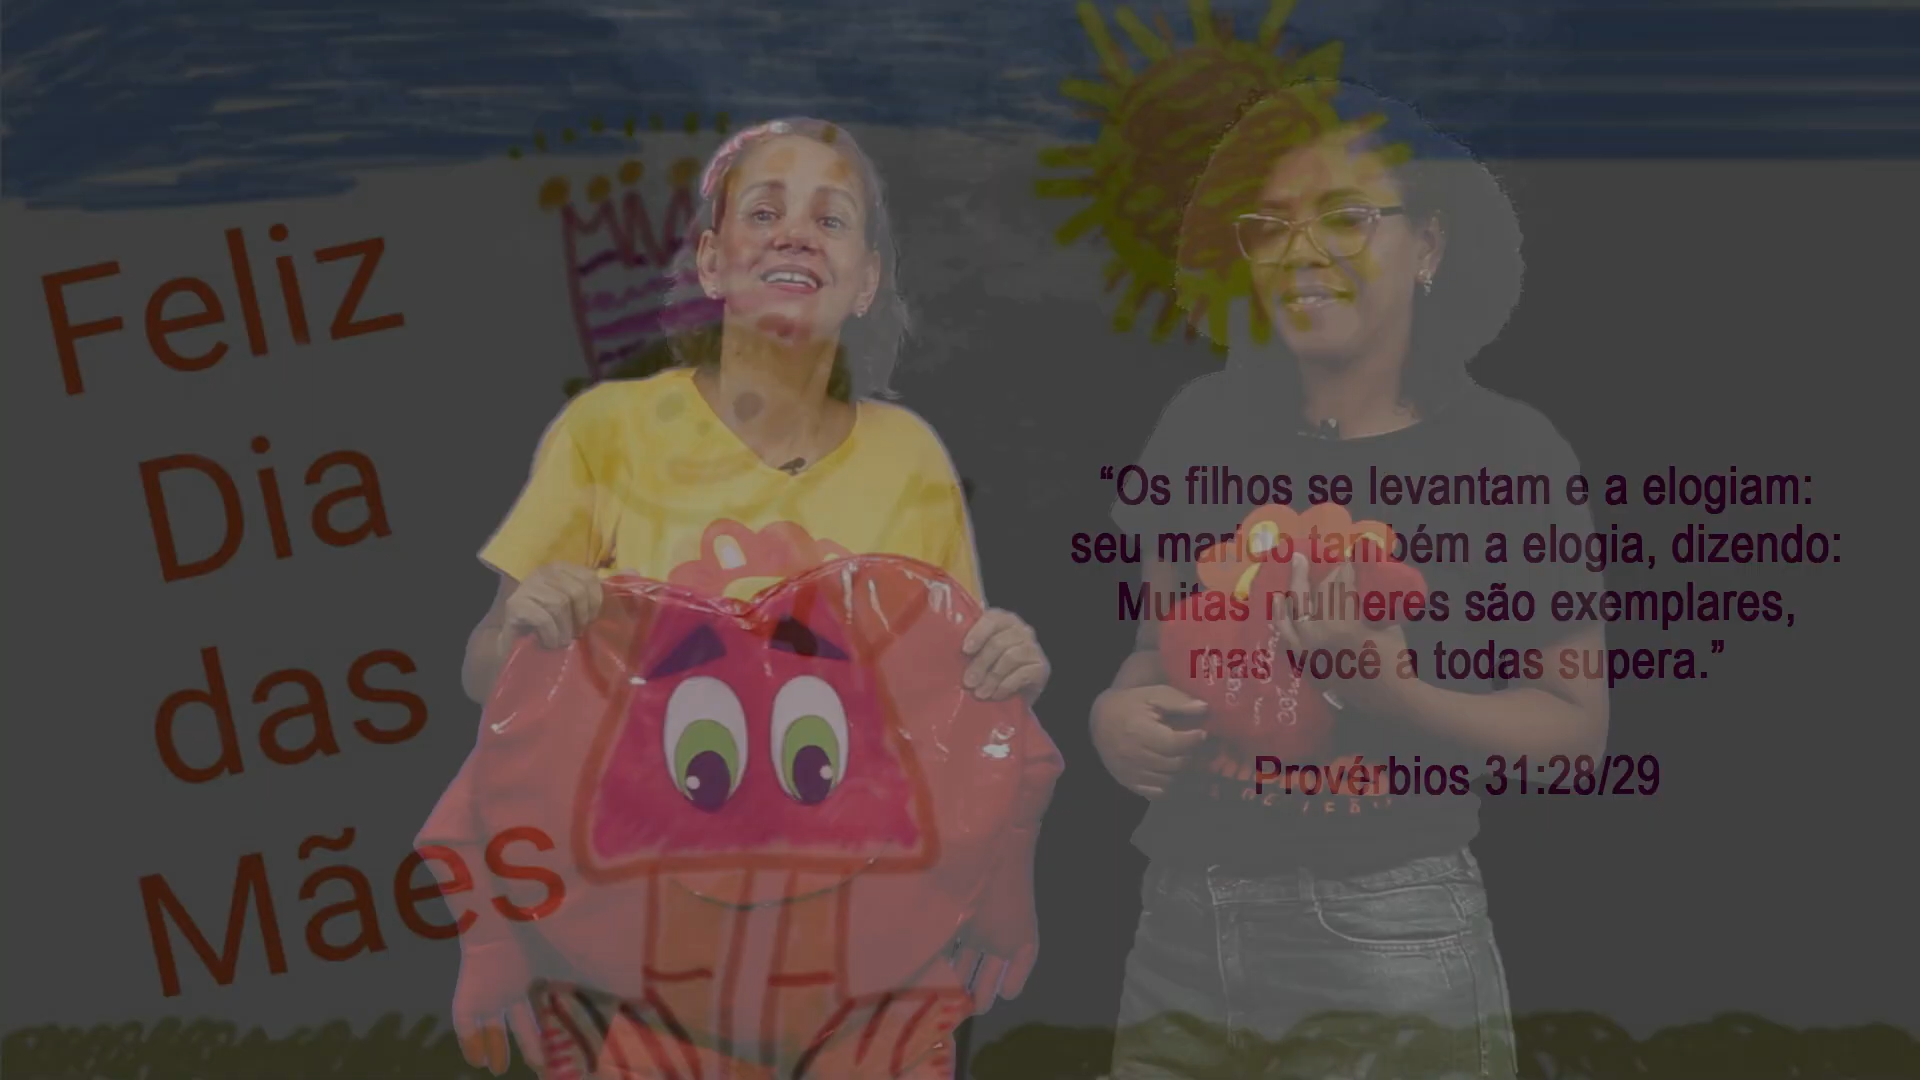 Feliz
Dia
das
Mães
“Os filhos se levantam e a elogiam:
seu marido também a elogia, dizendo:
Muitas mulheres são exemplares,
mas você a todas supera.”
Provérbios 31:28/29